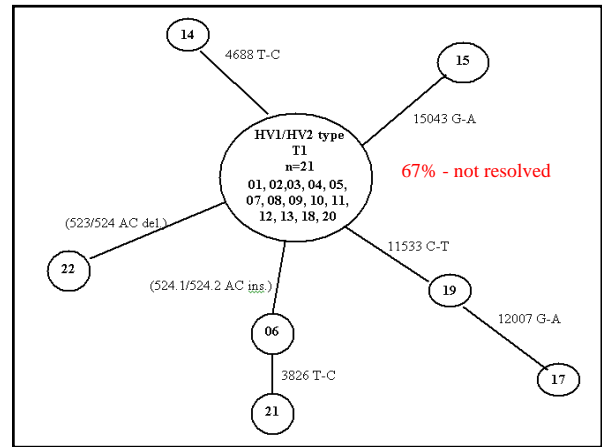 14
4688 T-C
15
15043 G-A
HV1/HV2 type
T1
n=21
01, 02,03, 04, 05,
07, 08, 09, 10, 11,
12, 13, 18, 20
67% - not resolved
(523/524 AC del.)
22
11533 C-T
19
(524.1/524.2 AC ins.)
12007 G-A
06
17
3826 T-C
21